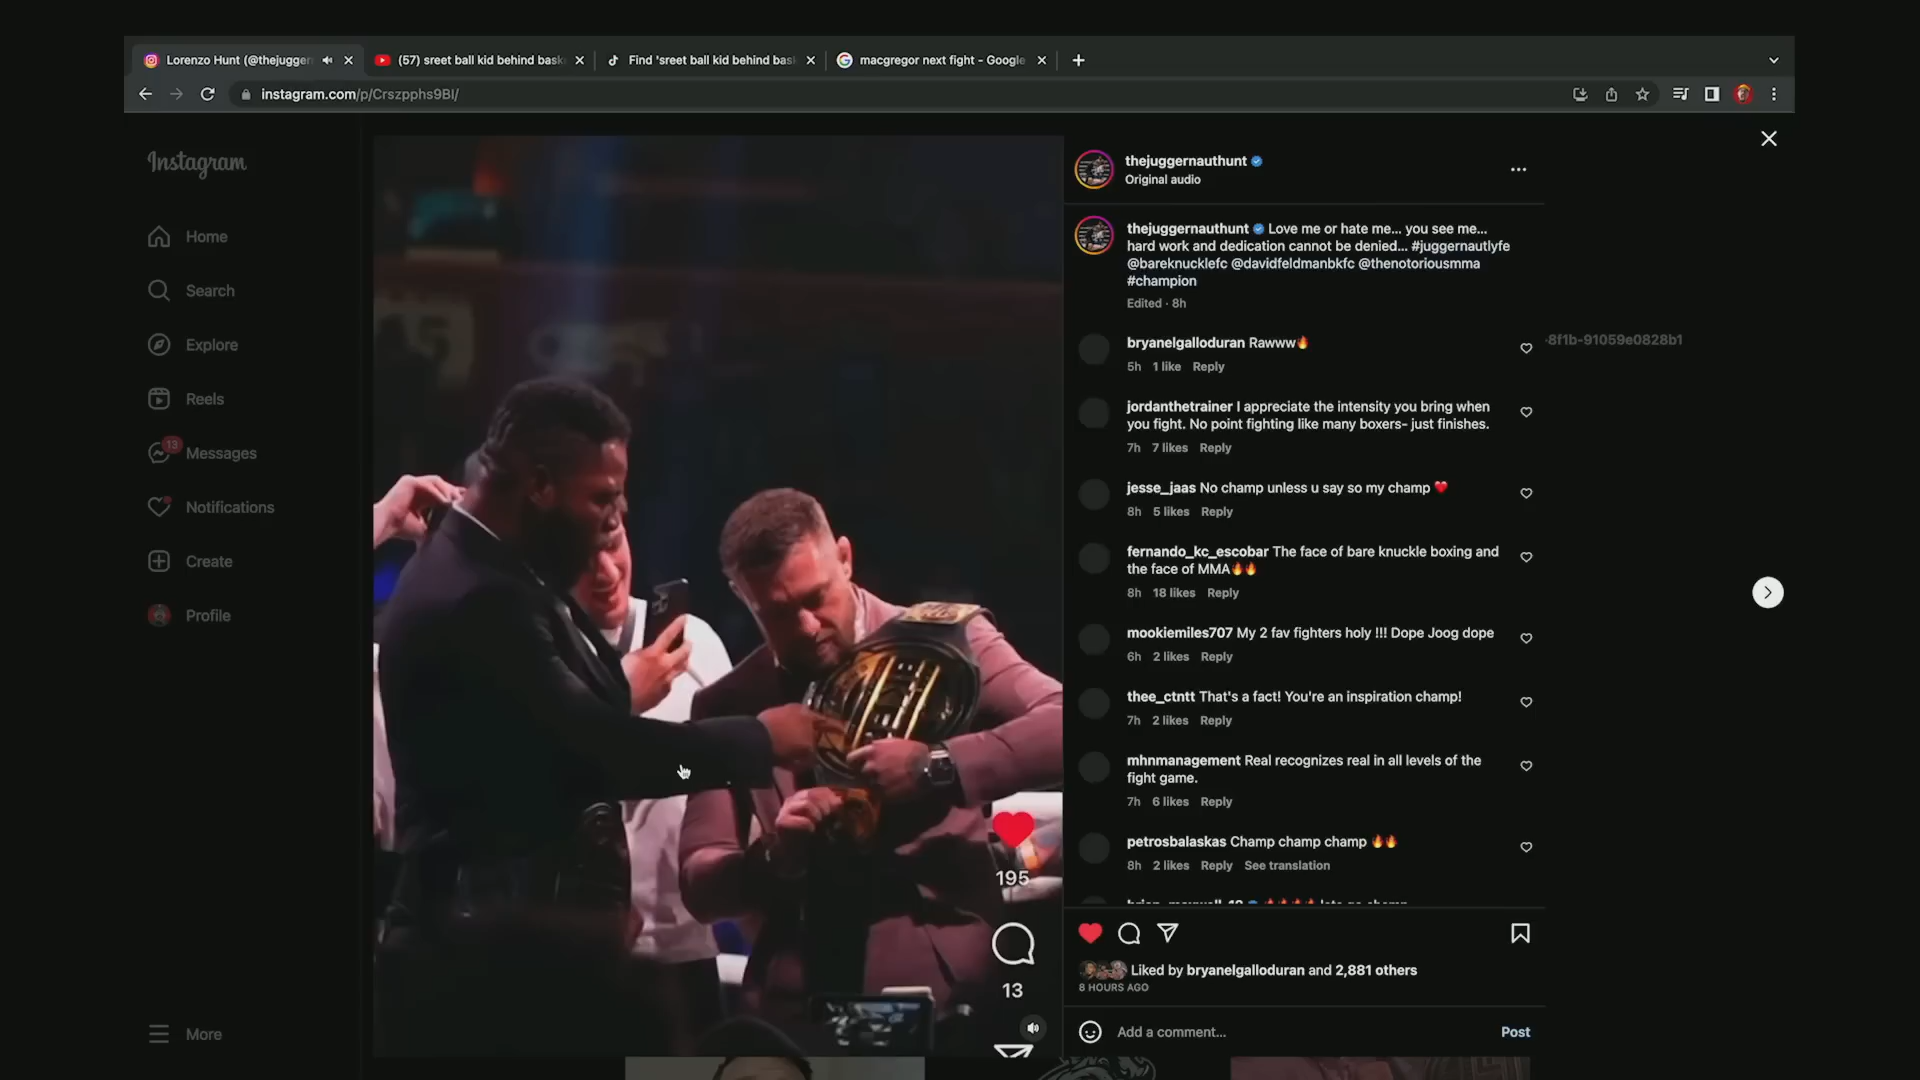 Lorenzo Hunt (@thejugger
(57) sreet ball kid behind bask
Find 'sreet ball kid behind bas
macgregor next fight - Google
instagram.com/p/Crszpphs9BI/
Instagram
Home
Search
Explore
Reels
13
Messages
Notifications
Create
Profile
More
195
13
thejuggernauthunt
Original audio
thejuggernauthunt Love me or hate me... you see me...
hard work and dedication cannot be denied... #juggernautlyfe
@bareknucklefc @davidfeldmanbkfc @thenotoriousmma
#champion
Edited · 8h
bryanelgalloduran Rawww🔥
5h 1 like Reply
jordanthetrainer I appreciate the intensity you bring when
you fight. No point fighting like many boxers- just finishes.
7h 7 likes Reply
jesse_jaas No champ unless u say so my champ ❤️
8h 5 likes Reply
fernando_kc_escobar The face of bare knuckle boxing and
the face of MMA🔥🔥
8h 18 likes Reply
mookiemiles707 My 2 fav fighters holy !!! Dope Joog dope
6h 2 likes Reply
thee_ctntt That's a fact! You're an inspiration champ!
7h 2 likes Reply
mhnmanagement Real recognizes real in all levels of the
fight game.
7h 6 likes Reply
petrosbalaskas Champ champ champ 🔥🔥
8h 2 likes Reply See translation
Liked by bryanelgalloduran and 2,881 others
8 HOURS AGO
Add a comment...
Post
-8f1b-91059e0828b1